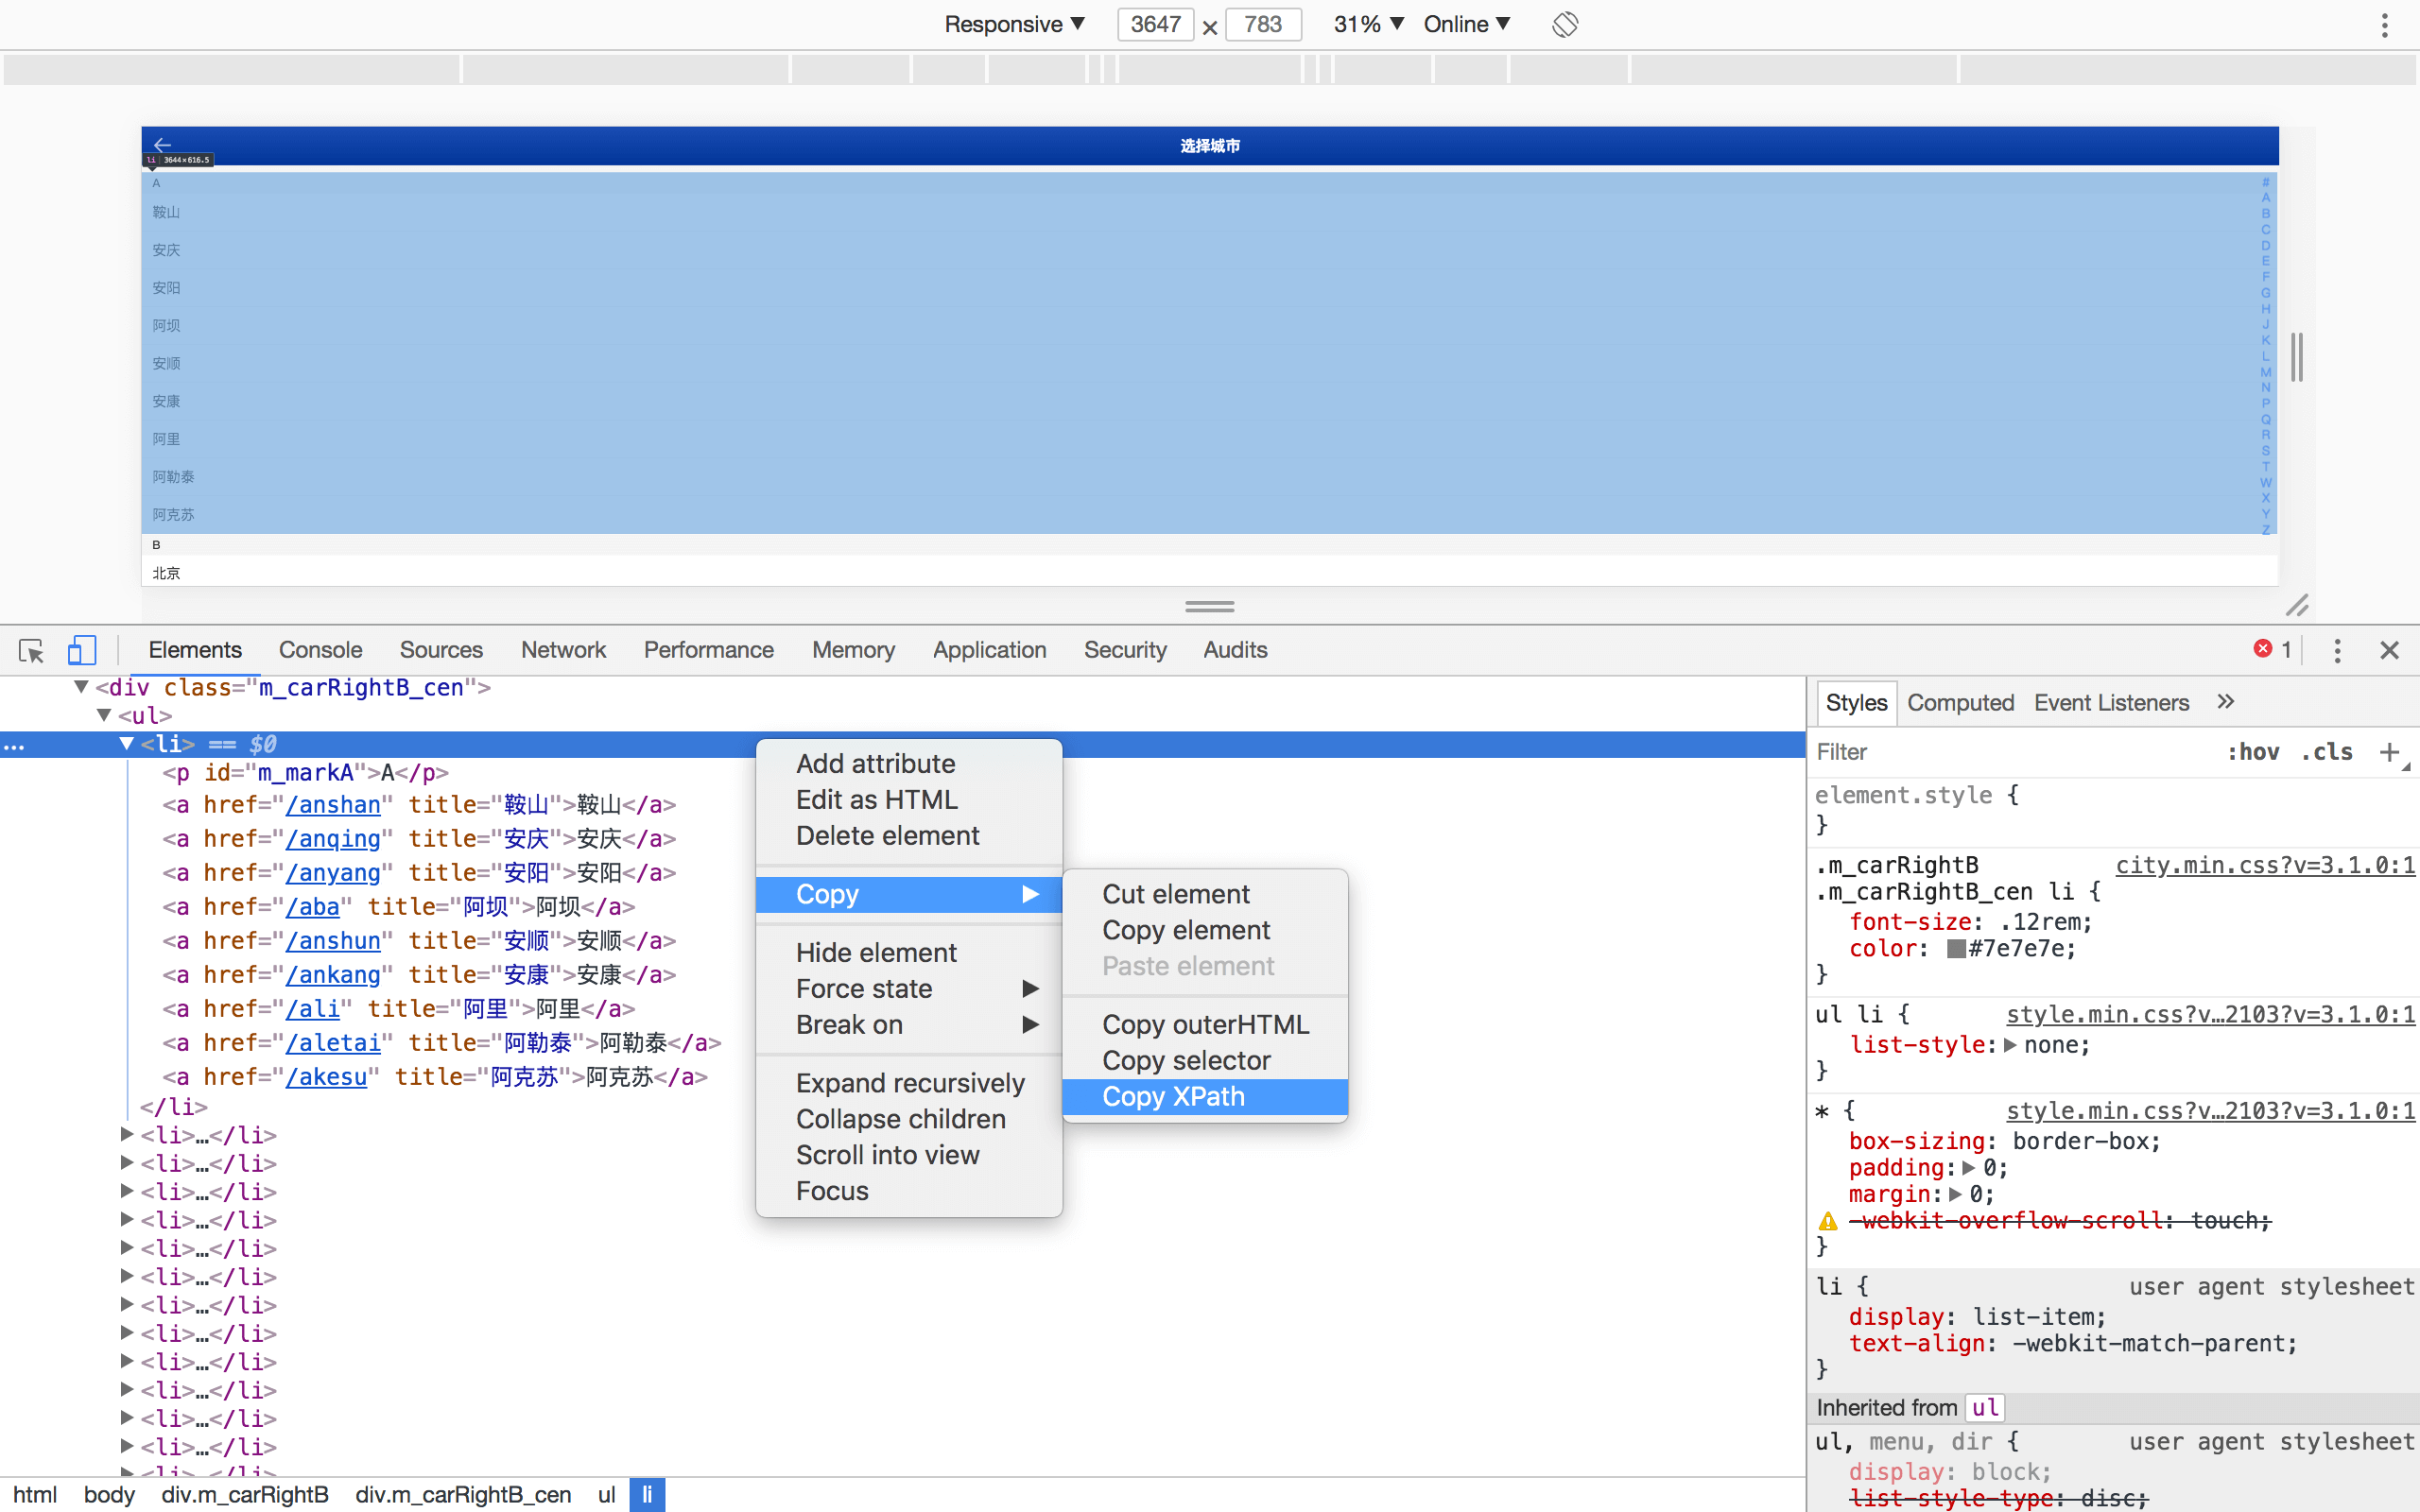 Responsive ▼ 3647 × 783 31% ▼ Online ▼
选择城市
li 3644×616.5
A
鞍山
安庆
安阳
阿坝
安顺
安康
阿里
阿勒泰
阿克苏
B
北京
#
A
B
C
D
E
F
G
H
J
K
L
M
N
P
Q
R
S
T
W
X
Y
Z
Elements Console Sources Network Performance Memory Application Security Audits 1
▼<div class="m_carRightB_cen">
▼<ul>
… ▼<li> == $0
<p id="m_markA">A</p>
<a href="/anshan" title="鞍山">鞍山</a>
<a href="/anqing" title="安庆">安庆</a>
<a href="/anyang" title="安阳">安阳</a>
<a href="/aba" title="阿坝">阿坝</a>
<a href="/anshun" title="安顺">安顺</a>
<a href="/ankang" title="安康">安康</a>
<a href="/ali" title="阿里">阿里</a>
<a href="/aletai" title="阿勒泰">阿勒泰</a>
<a href="/akesu" title="阿克苏">阿克苏</a>
</li>
▶<li>…</li>
▶<li>…</li>
▶<li>…</li>
▶<li>…</li>
▶<li>…</li>
▶<li>…</li>
▶<li>…</li>
▶<li>…</li>
▶<li>…</li>
▶<li>…</li>
▶<li>…</li>
▶<li>…</li>
▶<li>…</li>
Add attribute
Edit as HTML
Delete element
Copy ▶
Hide element
Force state ▶
Break on ▶
Expand recursively
Collapse children
Scroll into view
Focus
Cut element
Copy element
Paste element
Copy outerHTML
Copy selector
Copy XPath
Styles Computed Event Listeners »
Filter :hov .cls +
element.style {
}
.m_carRightB city.min.css?v=3.1.0:1
.m_carRightB_cen li {
font-size: .12rem;
color: #7e7e7e;
}
ul li { style.min.css?v…2103?v=3.1.0:1
list-style:▶none;
}
* { style.min.css?v…2103?v=3.1.0:1
box-sizing: border-box;
padding:▶0;
margin:▶0;
-webkit-overflow-scroll: touch;
}
li { user agent stylesheet
display: list-item;
text-align: -webkit-match-parent;
}
Inherited from ul
ul, menu, dir { user agent stylesheet
display: block;
list-style-type: disc;
html body div.m_carRightB div.m_carRightB_cen ul li